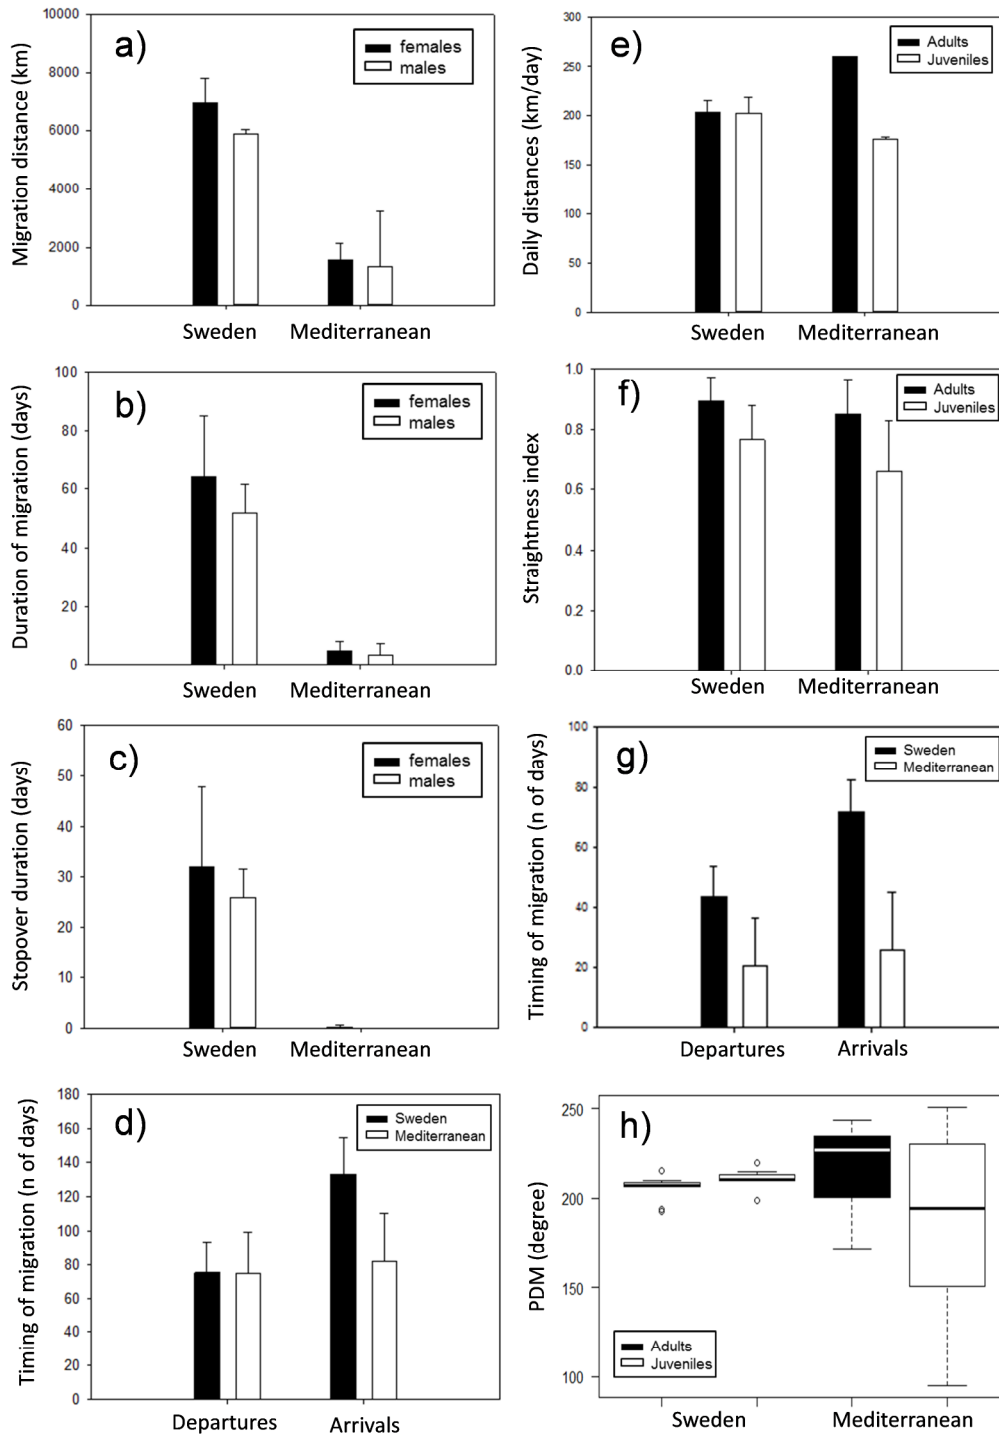 a)
Migration distance (km)
10000
8000
6000
4000
2000
0
females
males
Sweden Mediterranean
e)
Daily distances (km/day)
300
250
200
150
100
50
0
Adults
Juveniles
Sweden Mediterranean
b)
Duration of migration (days)
100
80
60
40
20
0
females
males
Sweden Mediterranean
f)
Straightness index
1.0
0.8
0.6
0.4
0.2
0.0
Adults
Juveniles
Sweden Mediterranean
c)
Stopover duration (days)
60
50
40
30
20
10
0
females
males
Sweden Mediterranean
g)
Timing of migration (n of days)
100
80
60
40
20
0
Sweden
Mediterranean
Departures Arrivals
d)
Timing of migration (n of days)
180
160
140
120
100
80
60
40
20
0
Sweden
Mediterranean
Departures Arrivals
h)
PDM (degree)
250
200
150
100
Adults
Juveniles
Sweden Mediterranean